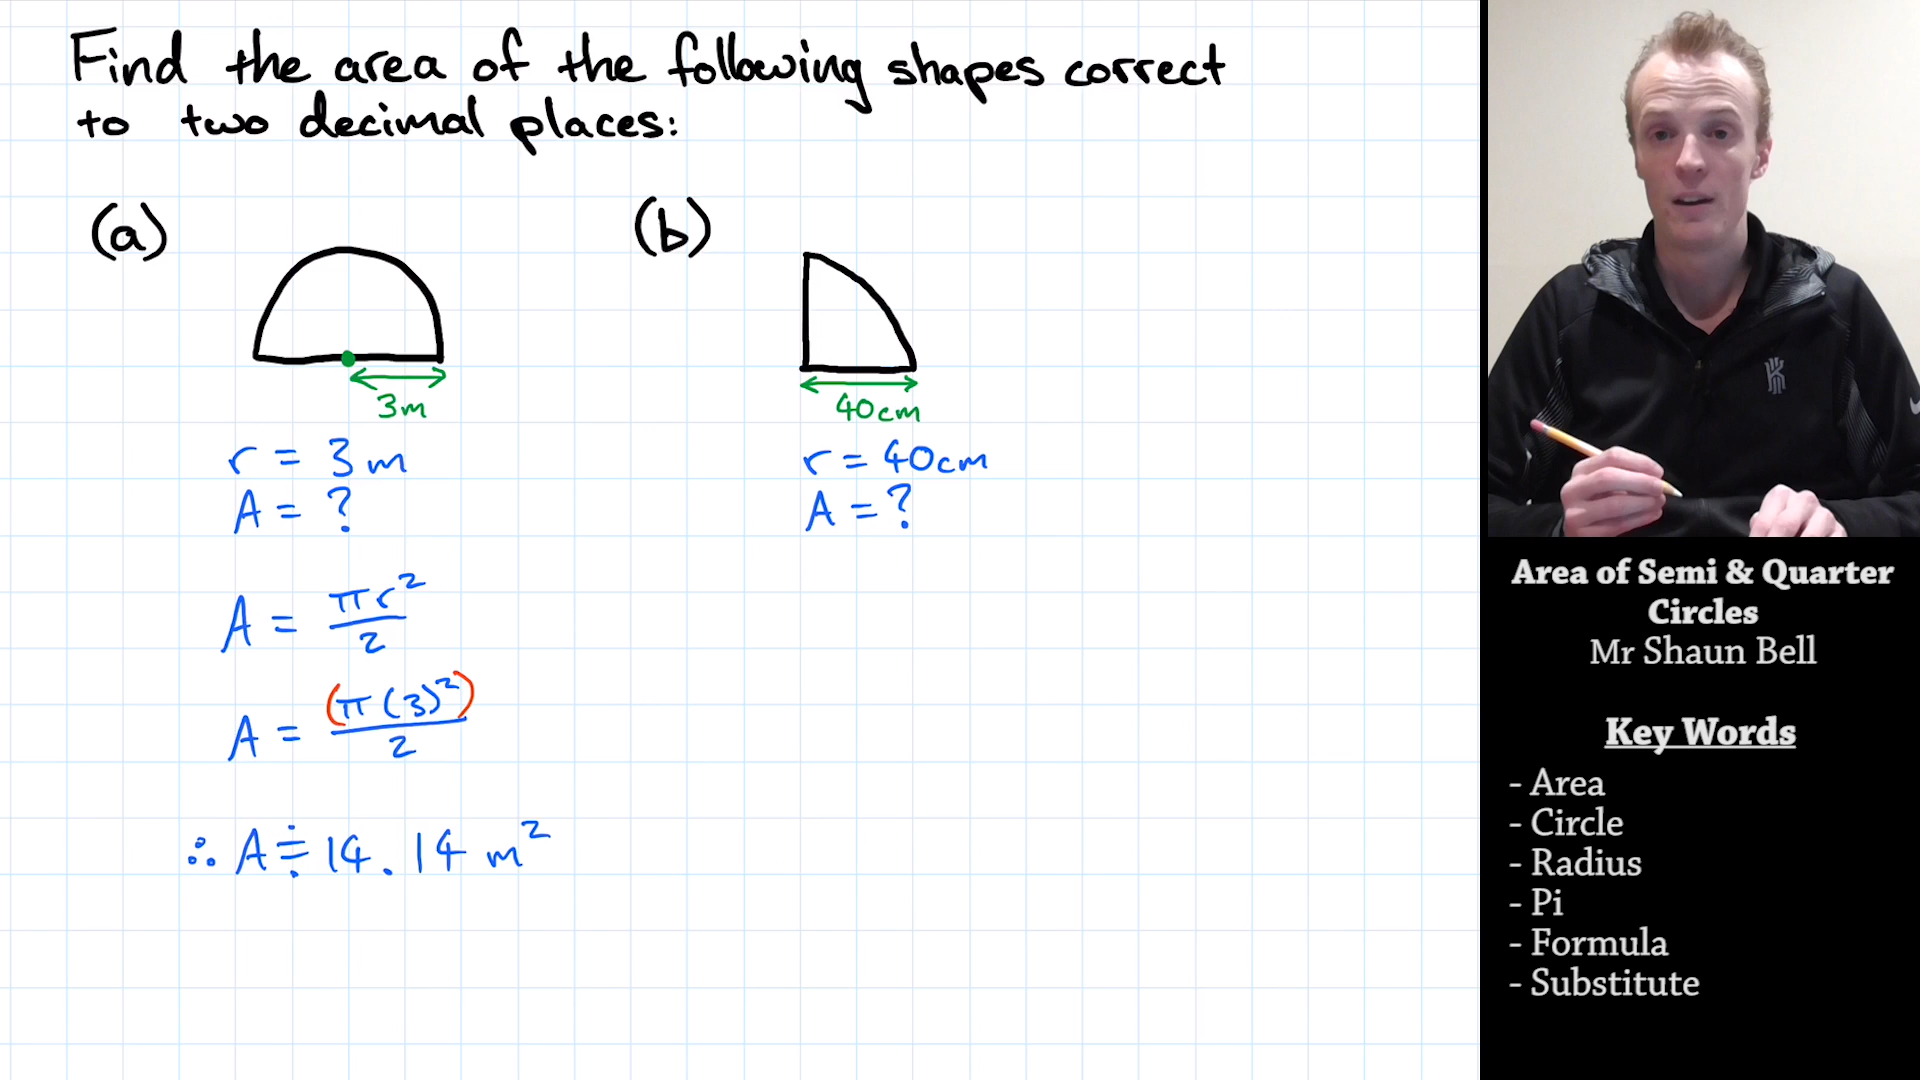 Find the area of the following shapes correct
to two decimal places:
(a)
3m
r = 3m
A = ?
A = πr²/2
A = (π(3)²)/2
∴ A ≑ 14.14 m²
(b)
40cm
r = 40cm
A = ?
Area of Semi & Quarter
Circles
Mr Shaun Bell
Key Words
- Area
- Circle
- Radius
- Pi
- Formula
- Substitute